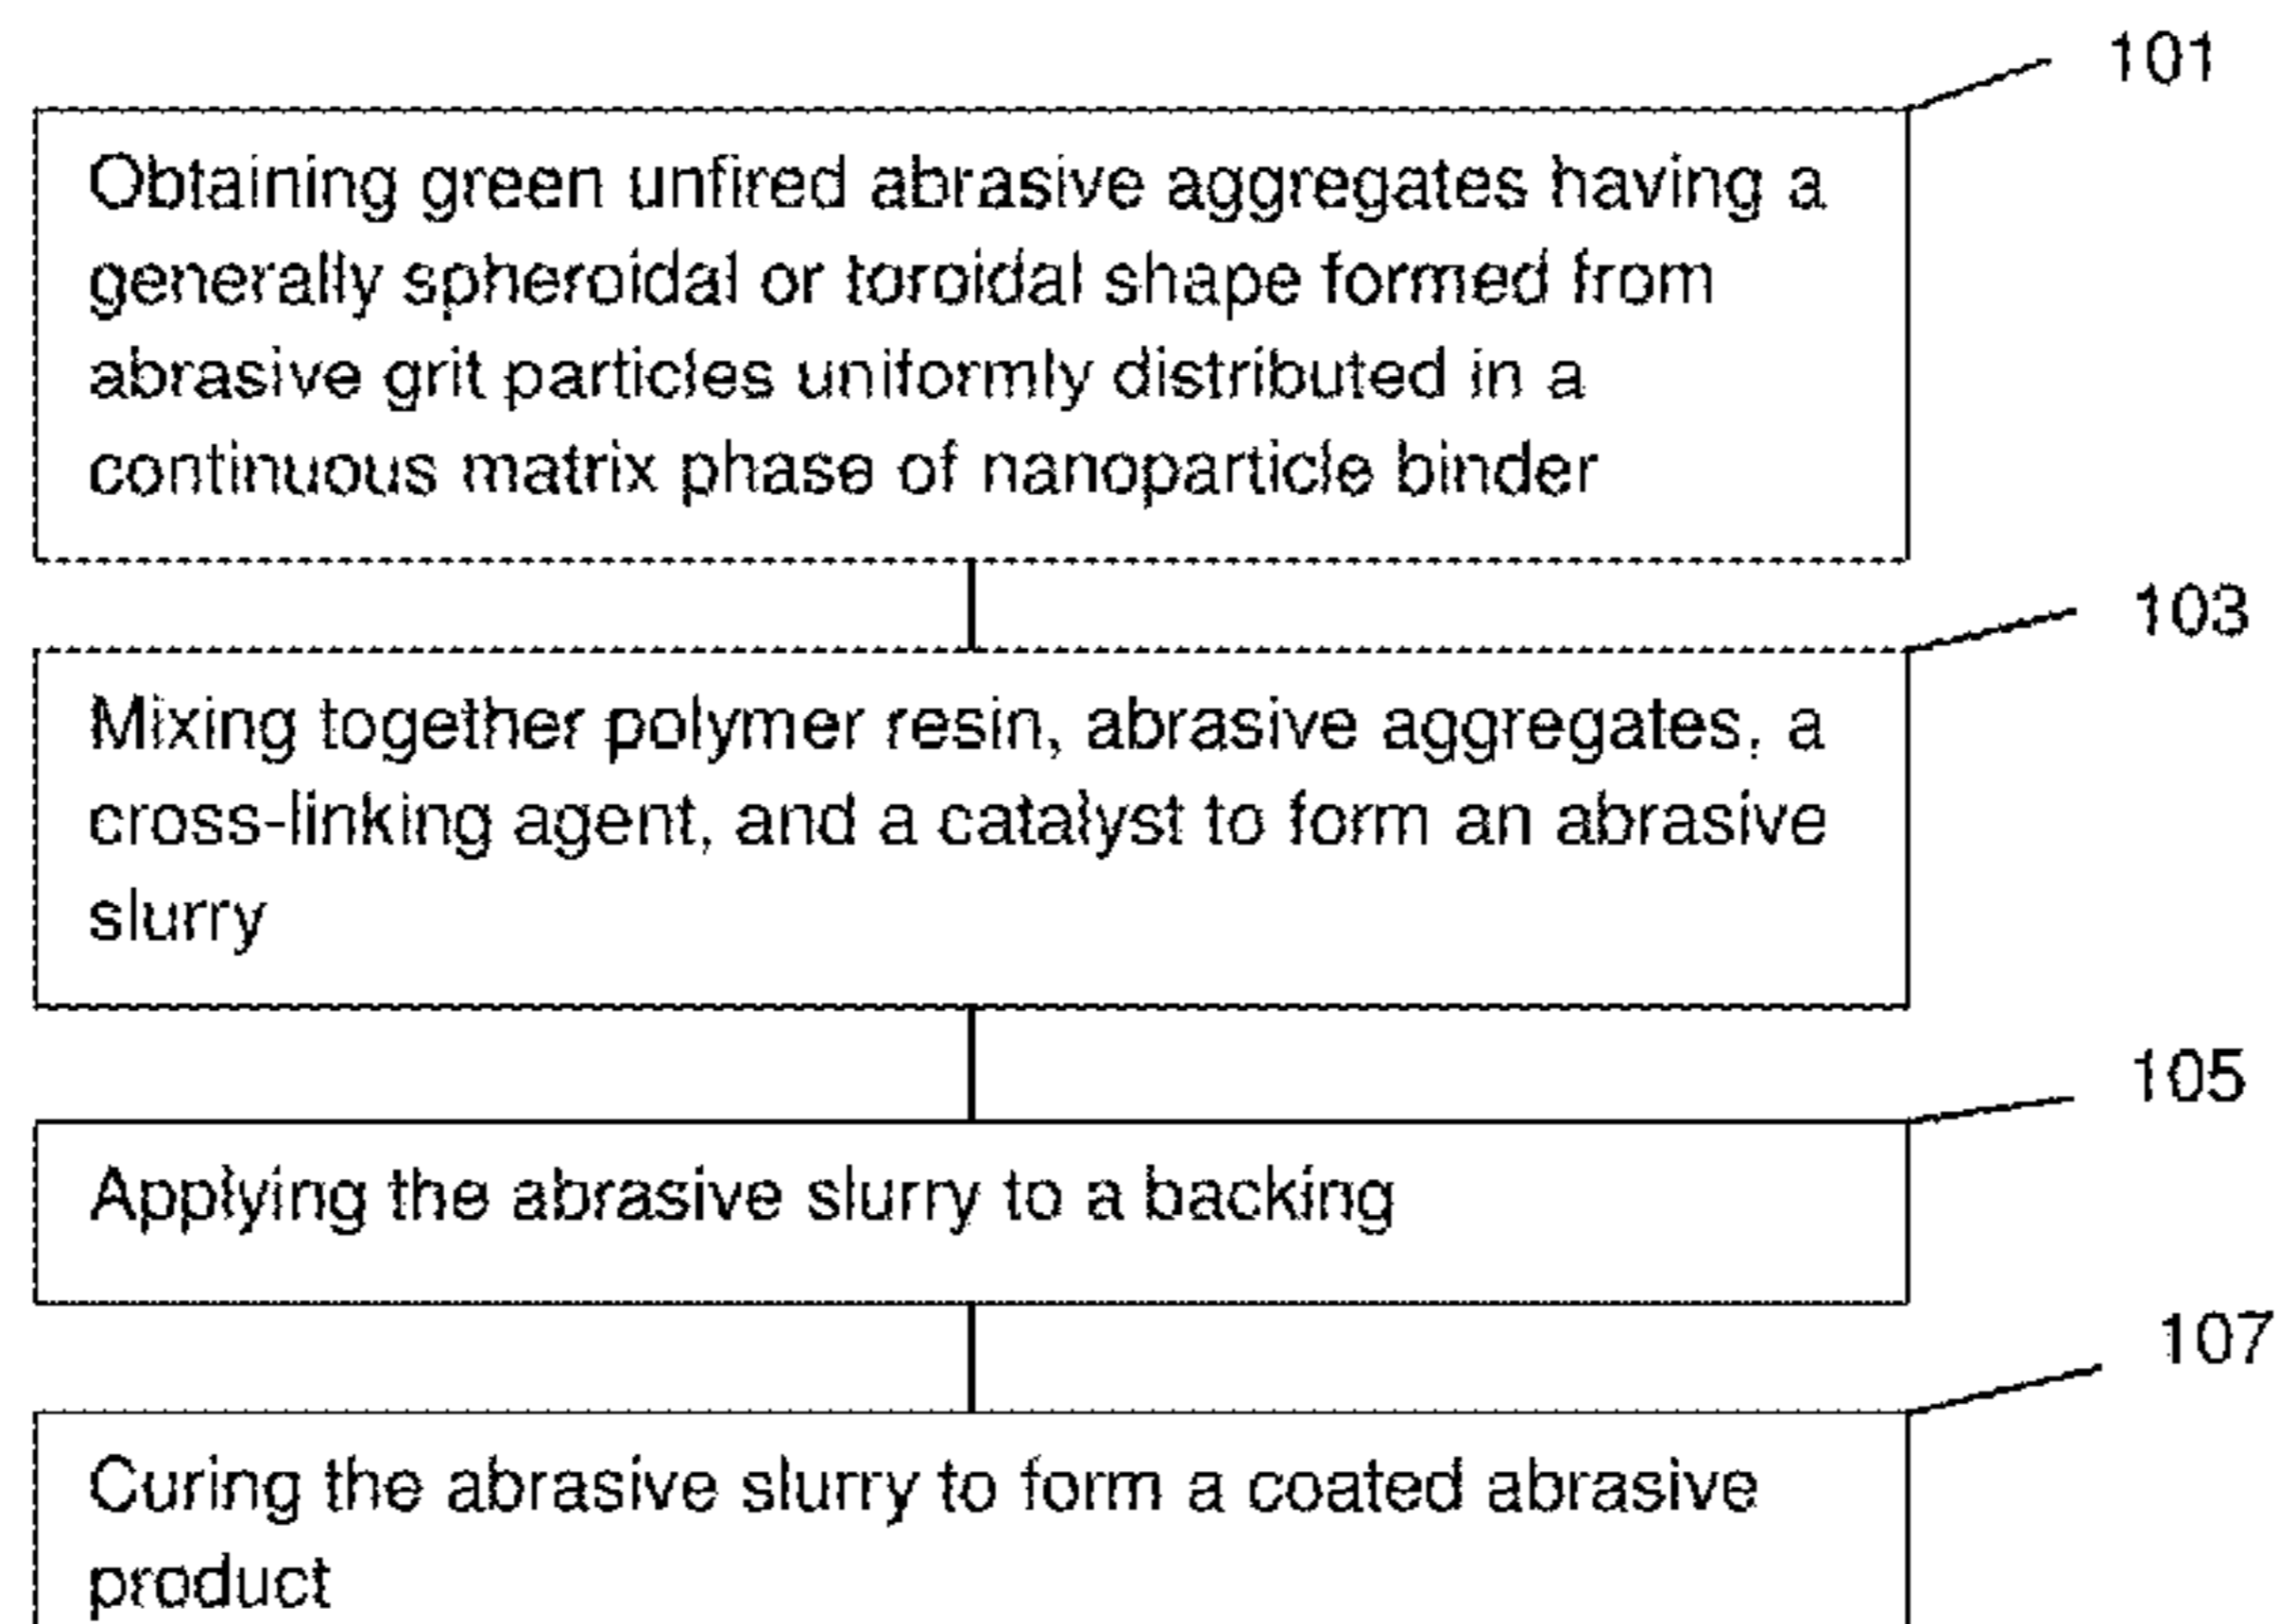 101
Obtaining green unfired abrasive aggregates having a
generally spheroidal or toroidal shape formed from
abrasive grit particles uniformly distributed in a
continuous matrix phase of nanoparticle binder
103
Mixing together polymer resin, abrasive aggregates, a
cross-linking agent, and a catalyst to form an abrasive
slurry
105
Applying the abrasive slurry to a backing
107
Curing the abrasive slurry to form a coated abrasive
product